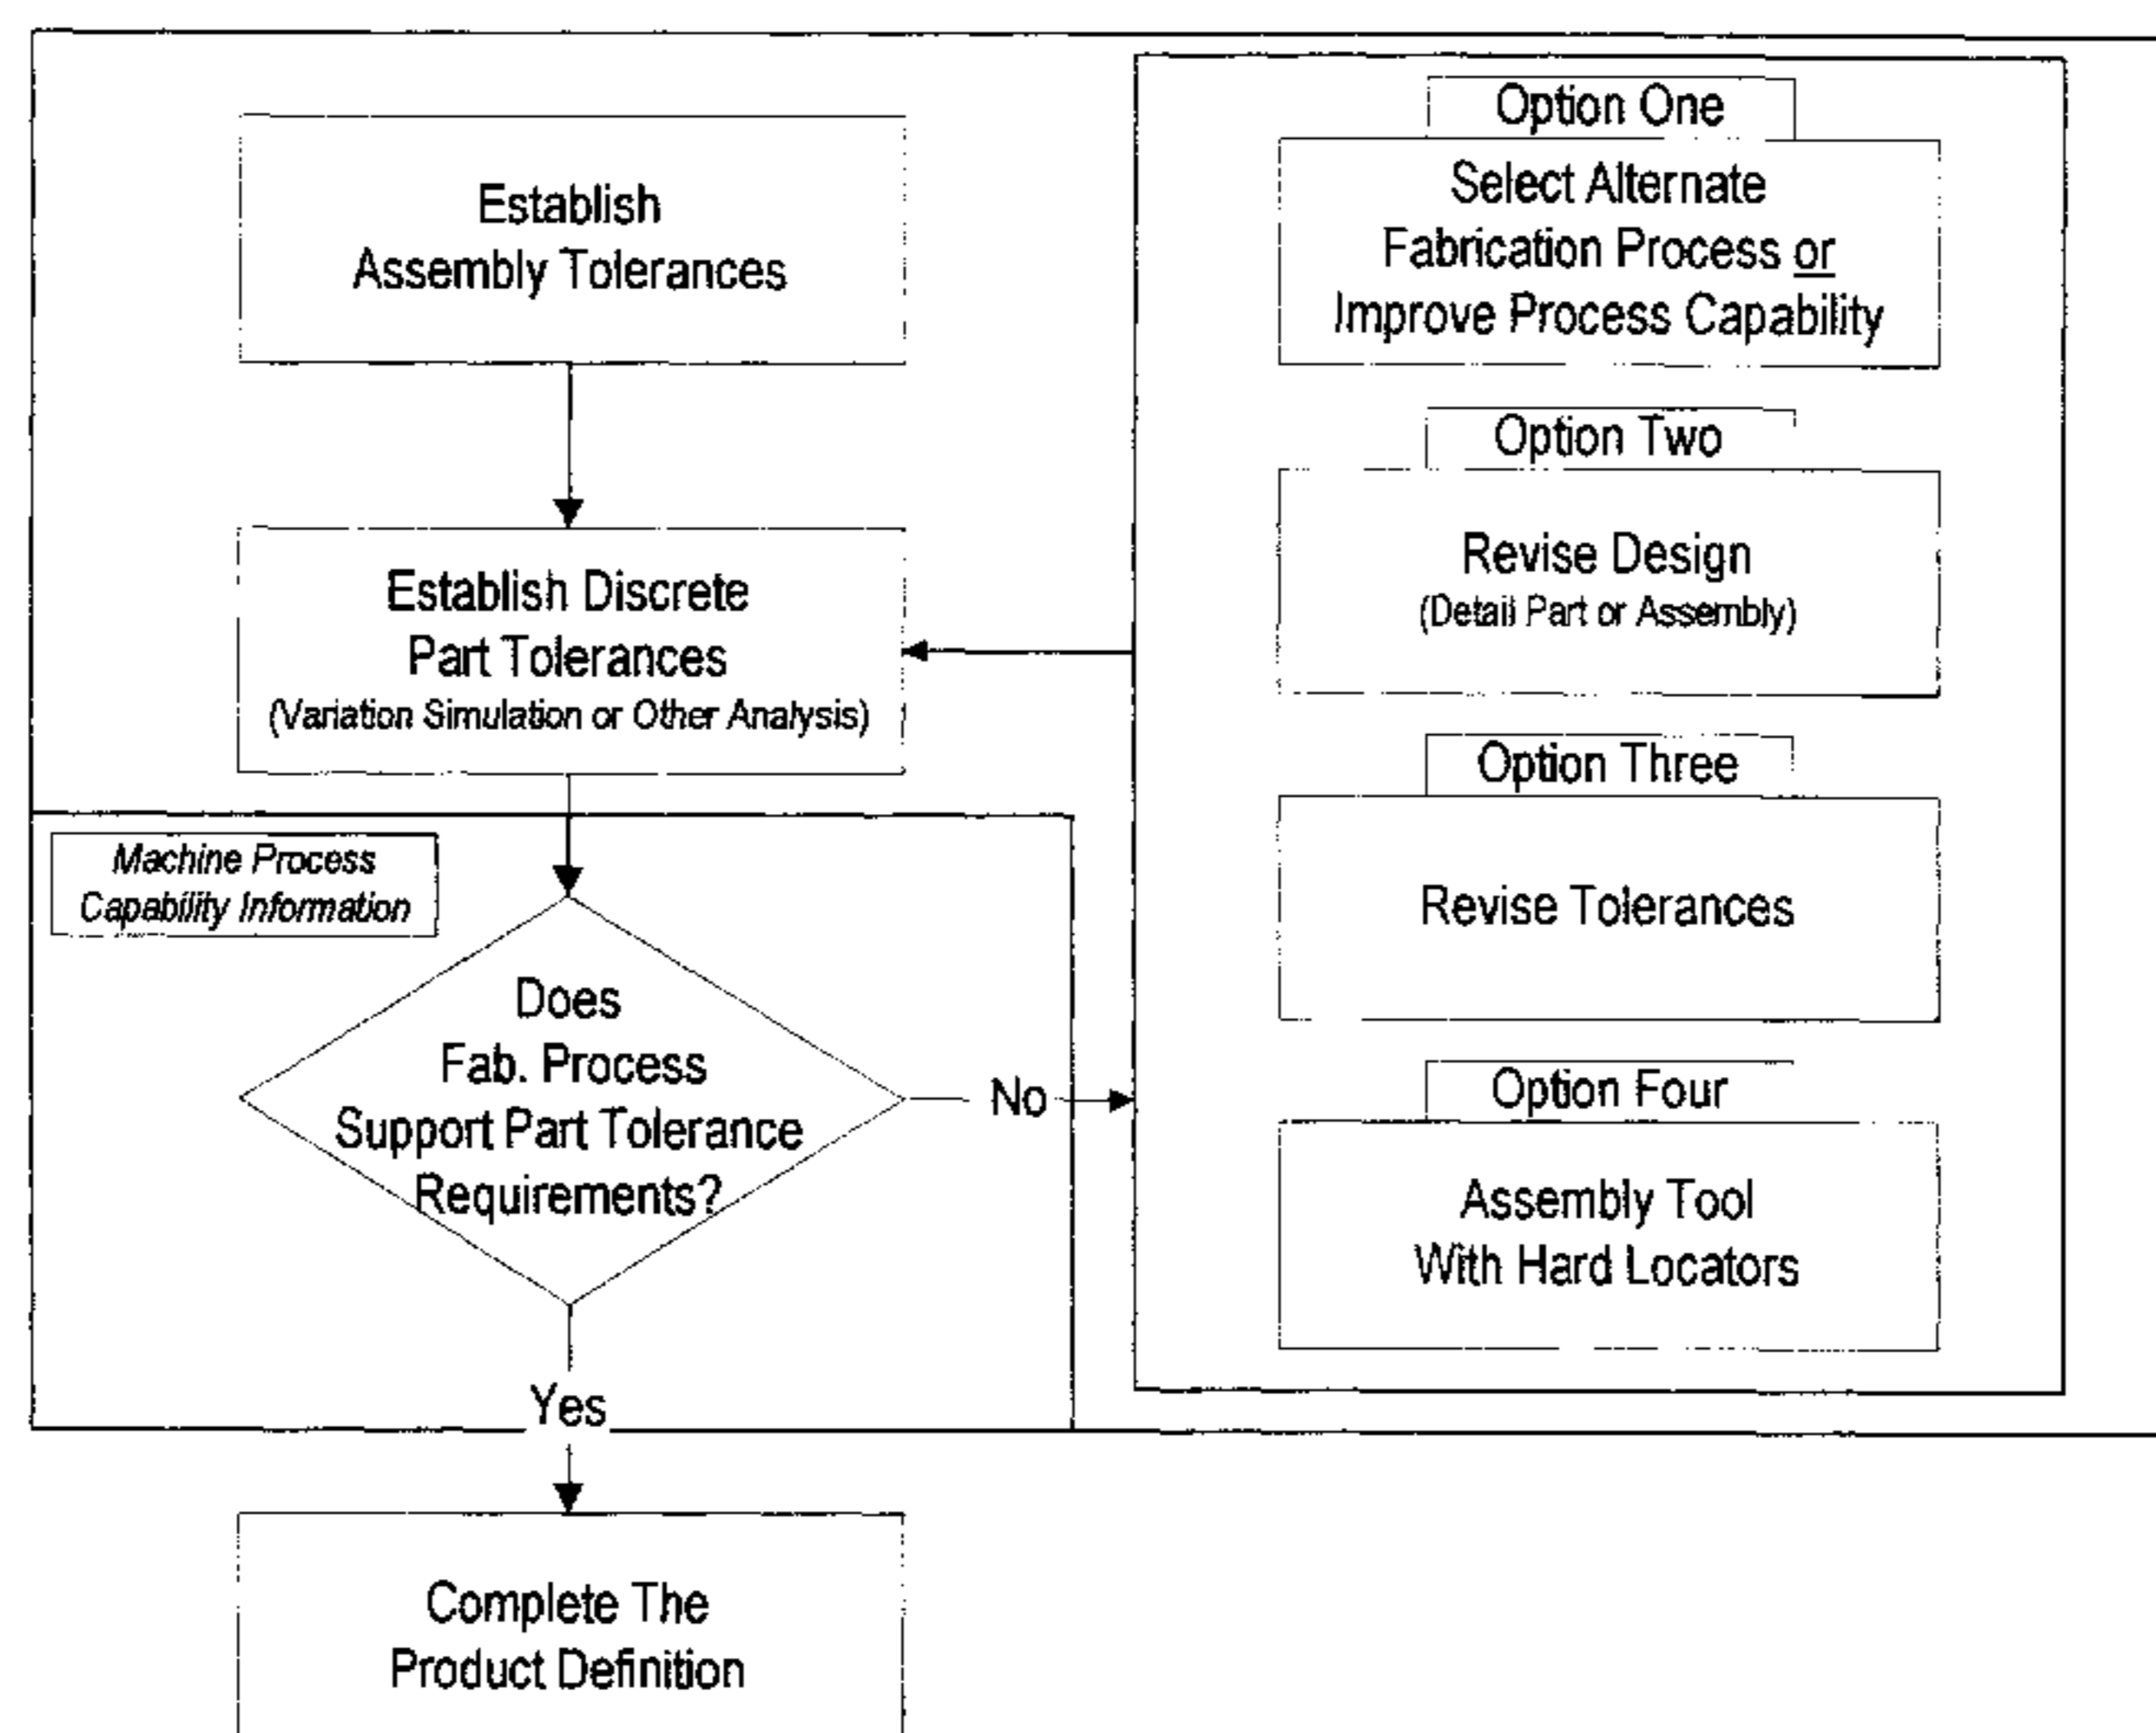 Establish
Assembly Tolerances
Establish Discrete
Part Tolerances
(Variation Simulation or Other Analysis)
Machine Process
Capability Information
Does
Fab. Process
Support Part Tolerance
Requirements?
No
Yes
Complete The
Product Definition
Option One
Select Alternate
Fabrication Process or
Improve Process Capability
Option Two
Revise Design
(Detail Part or Assembly)
Option Three
Revise Tolerances
Option Four
Assembly Tool
With Hard Locators